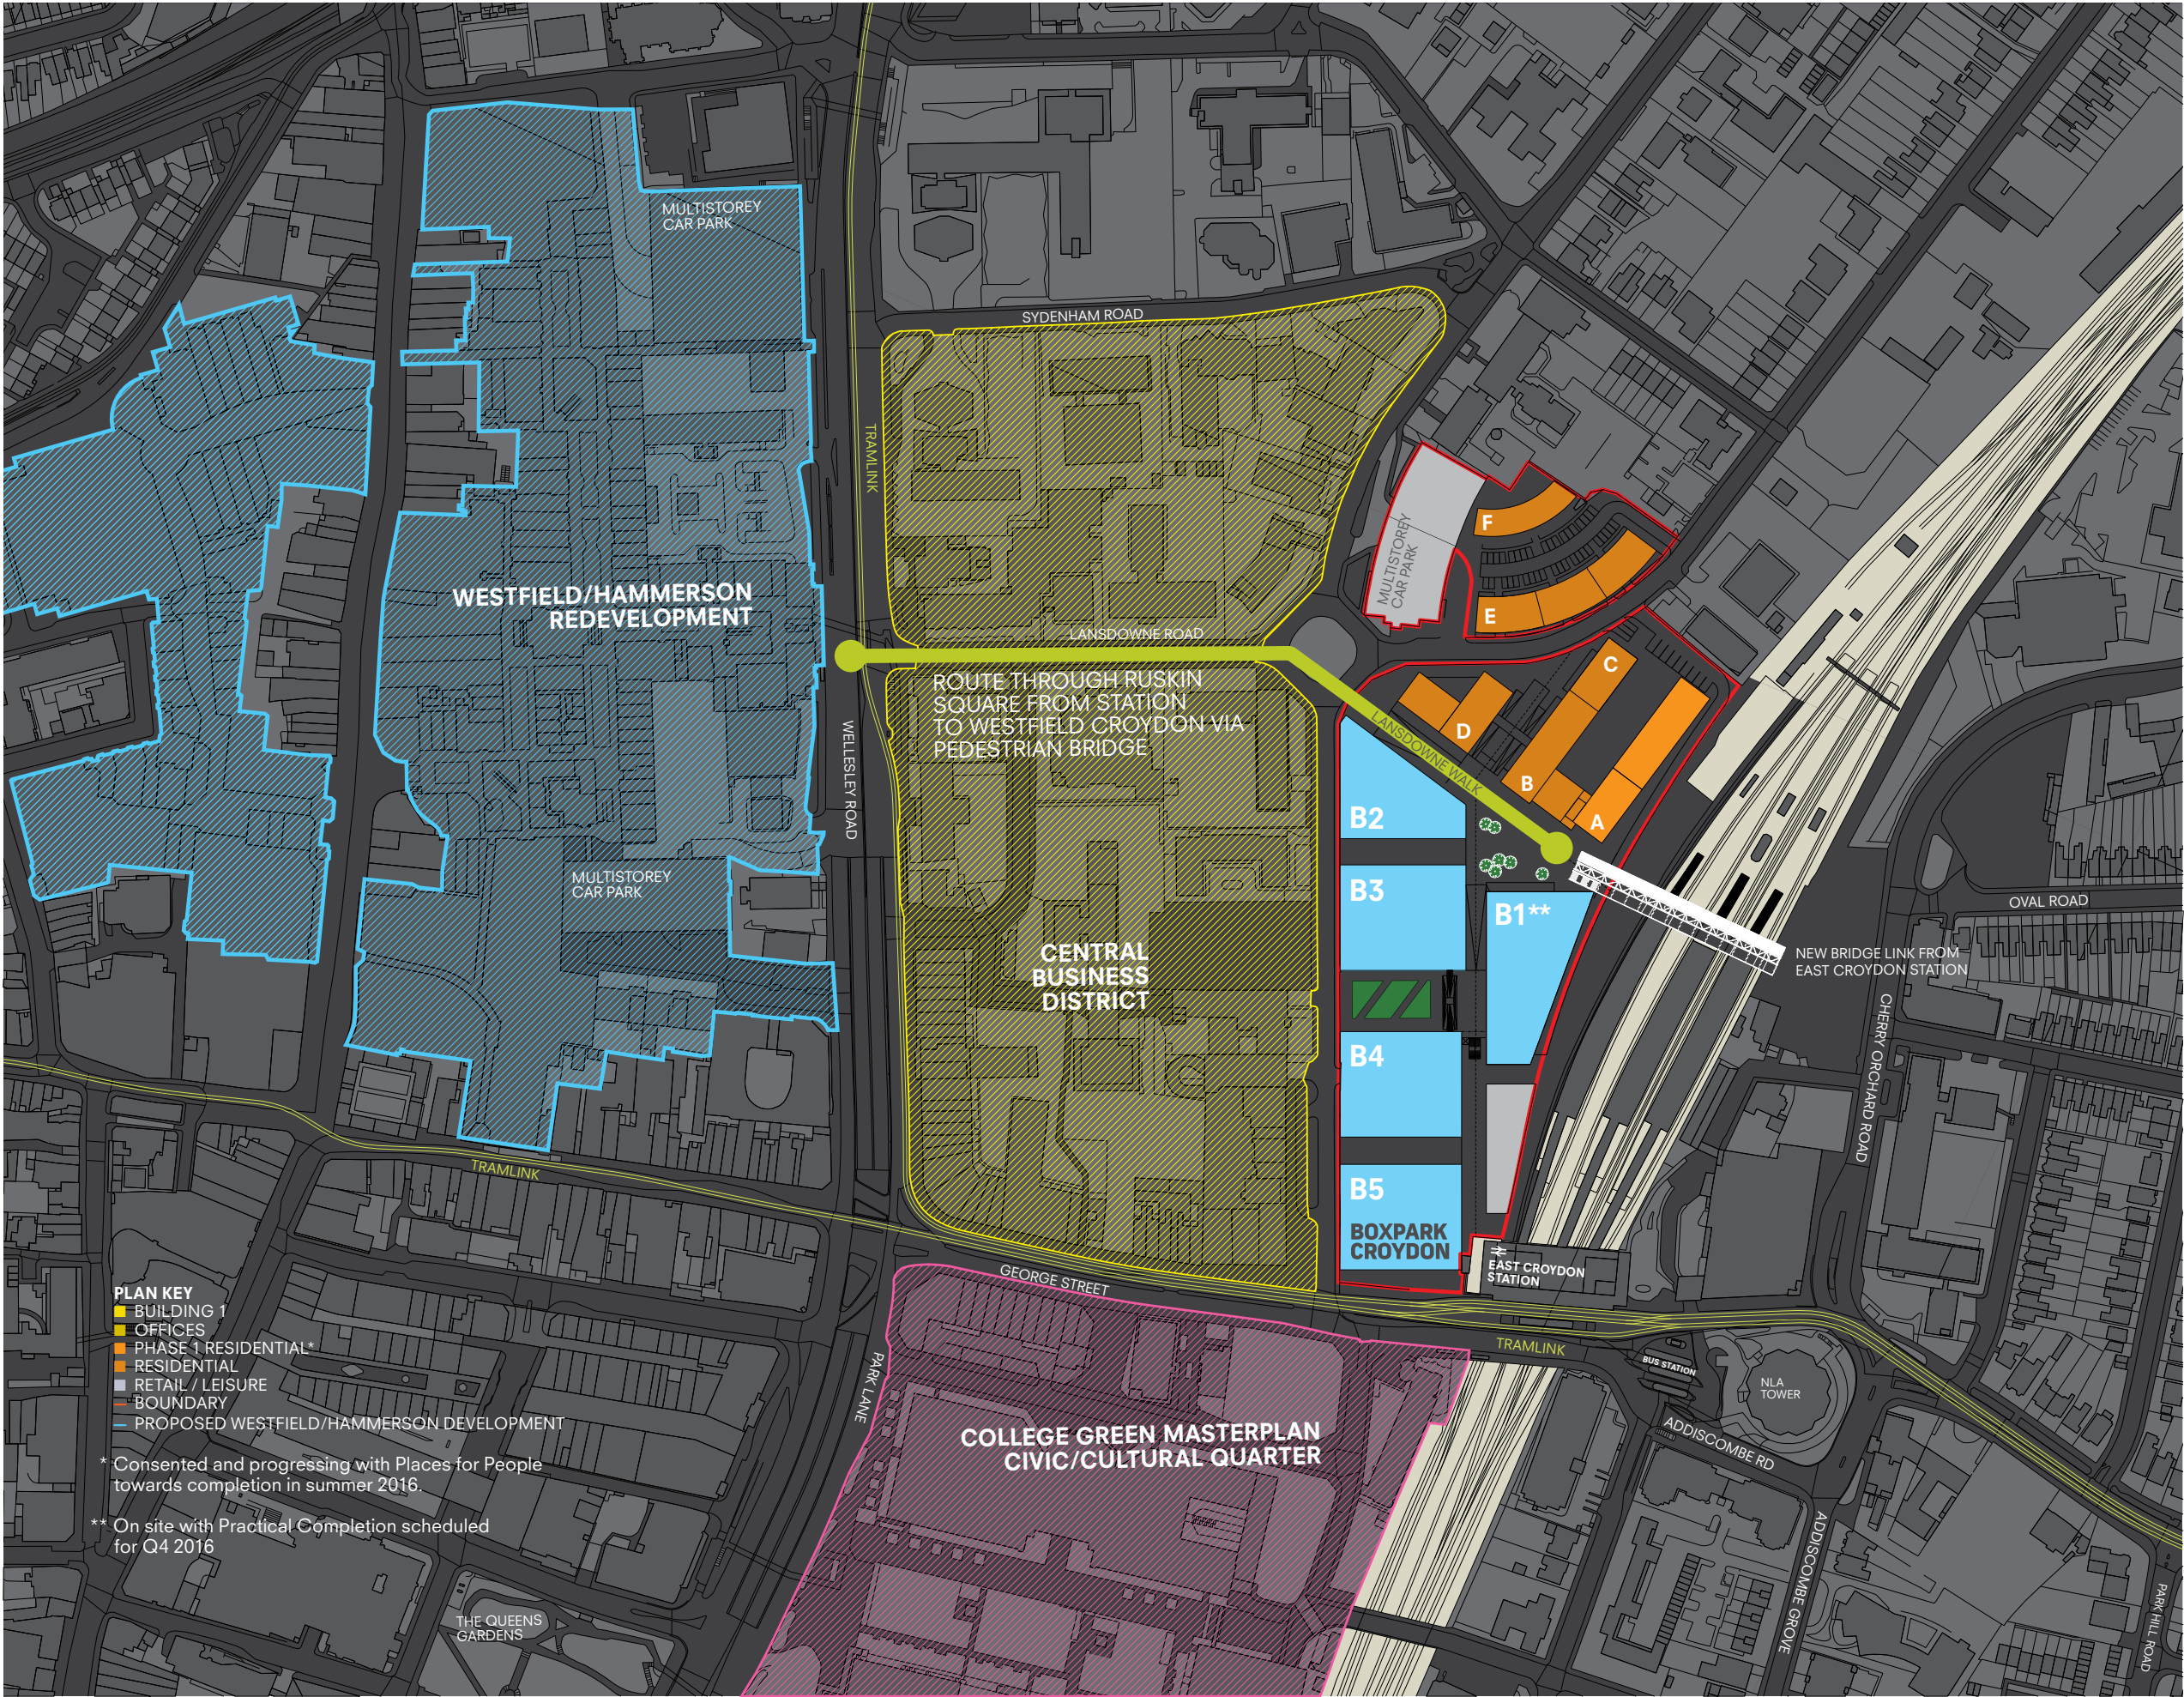 MULTISTOREY
CAR PARK
SYDENHAM ROAD
TRAMLINK
MULTISTOREY
CAR PARK
F
E
WESTFIELD/HAMMERSON
REDEVELOPMENT
LANSDOWNE ROAD
ROUTE THROUGH RUSKIN
SQUARE FROM STATION
TO WESTFIELD CROYDON VIA
PEDESTRIAN BRIDGE
WELLESLEY ROAD
LANSDOWNE WALK
C
D
B
A
B2
B3
B1**
MULTISTOREY
CAR PARK
OVAL ROAD
CENTRAL
BUSINESS
DISTRICT
NEW BRIDGE LINK FROM
EAST CROYDON STATION
CHERRY ORCHARD ROAD
B4
B5
BOXPARK
CROYDON
TRAMLINK
EAST CROYDON
STATION
GEORGE STREET
TRAMLINK
BUS STATION
NLA
TOWER
PARK LANE
ADDISCOMBE RD
COLLEGE GREEN MASTERPLAN
CIVIC/CULTURAL QUARTER
ADDISCOMBE GROVE
PARK HILL ROAD
PLAN KEY
BUILDING 1
OFFICES
PHASE 1 RESIDENTIAL*
RESIDENTIAL
RETAIL / LEISURE
BOUNDARY
PROPOSED WESTFIELD/HAMMERSON DEVELOPMENT
* Consented and progressing with Places for People
towards completion in summer 2016.
** On site with Practical Completion scheduled
for Q4 2016
THE QUEENS
GARDENS